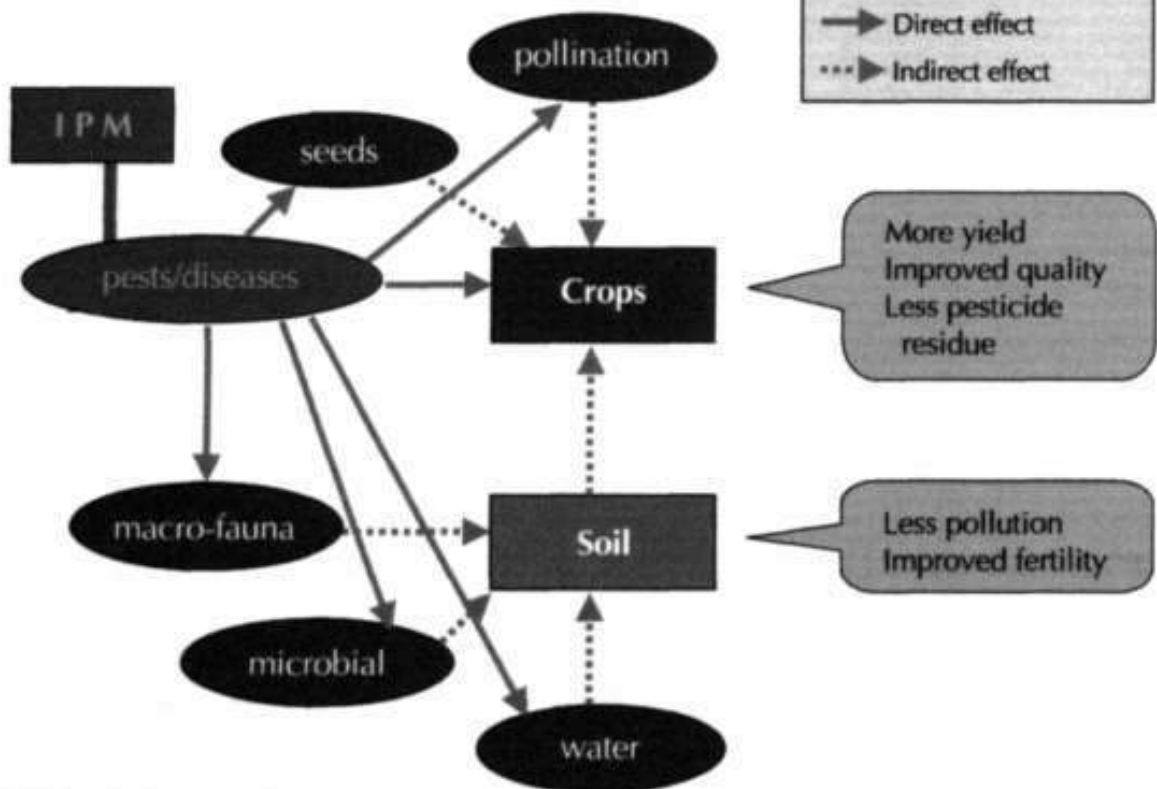 Direct effect
Indirect effect
pollination
I P M
seeds
pests/diseases
Crops
More yield
Improved quality
Less pesticide
residue
macro-fauna
Soil
Less pollution
Improved fertility
microbial
water